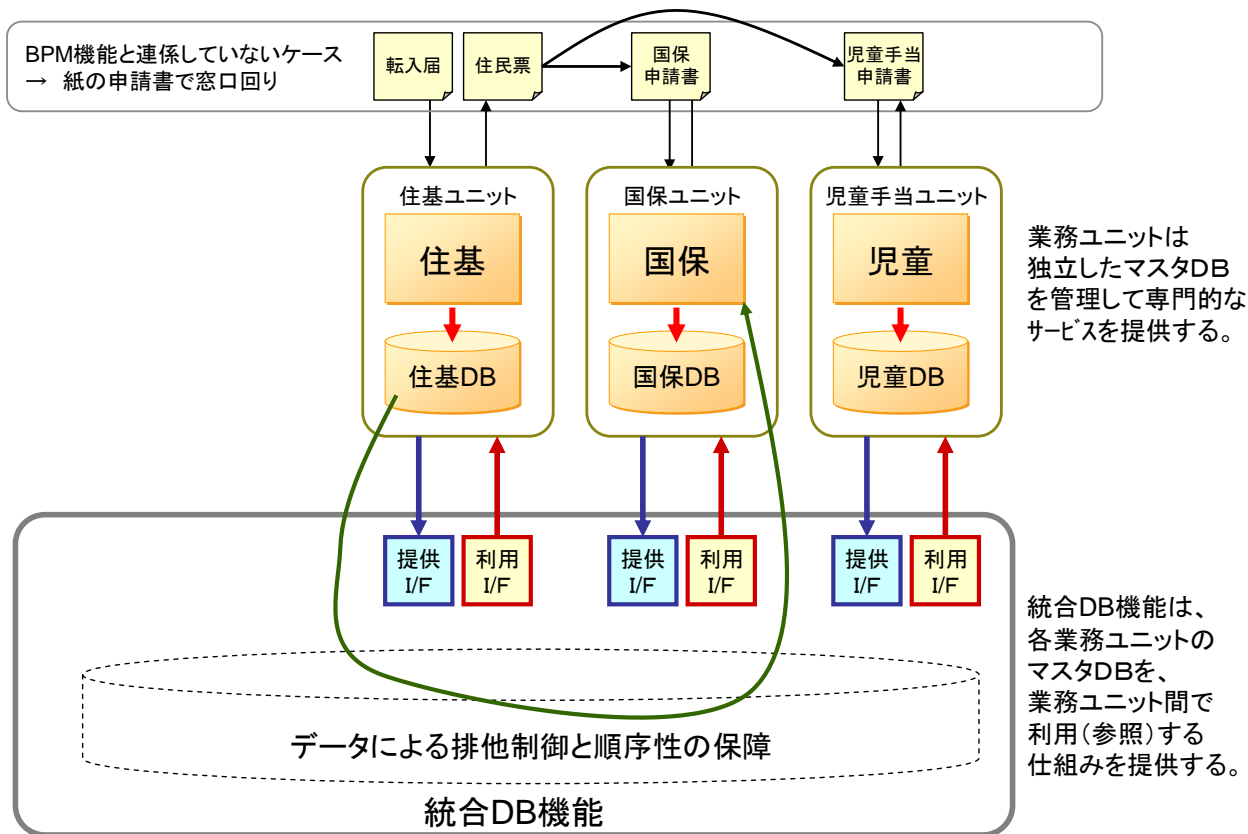 BPM機能と連係していないケース
→ 紙の申請書で窓口回り
転入届
住民票
国保
申請書
児童手当
申請書
住基ユニット
国保ユニット
児童手当ユニット
住基
国保
児童
住基DB
国保DB
児童DB
業務ユニットは
独立したマスタDB
を管理して専門的な
サービスを提供する。
提供
I/F
利用
I/F
提供
I/F
利用
I/F
提供
I/F
利用
I/F
統合DB機能は、
各業務ユニットの
マスタDBを、
業務ユニット間で
利用(参照)する
仕組みを提供する。
データによる排他制御と順序性の保障
統合DB機能